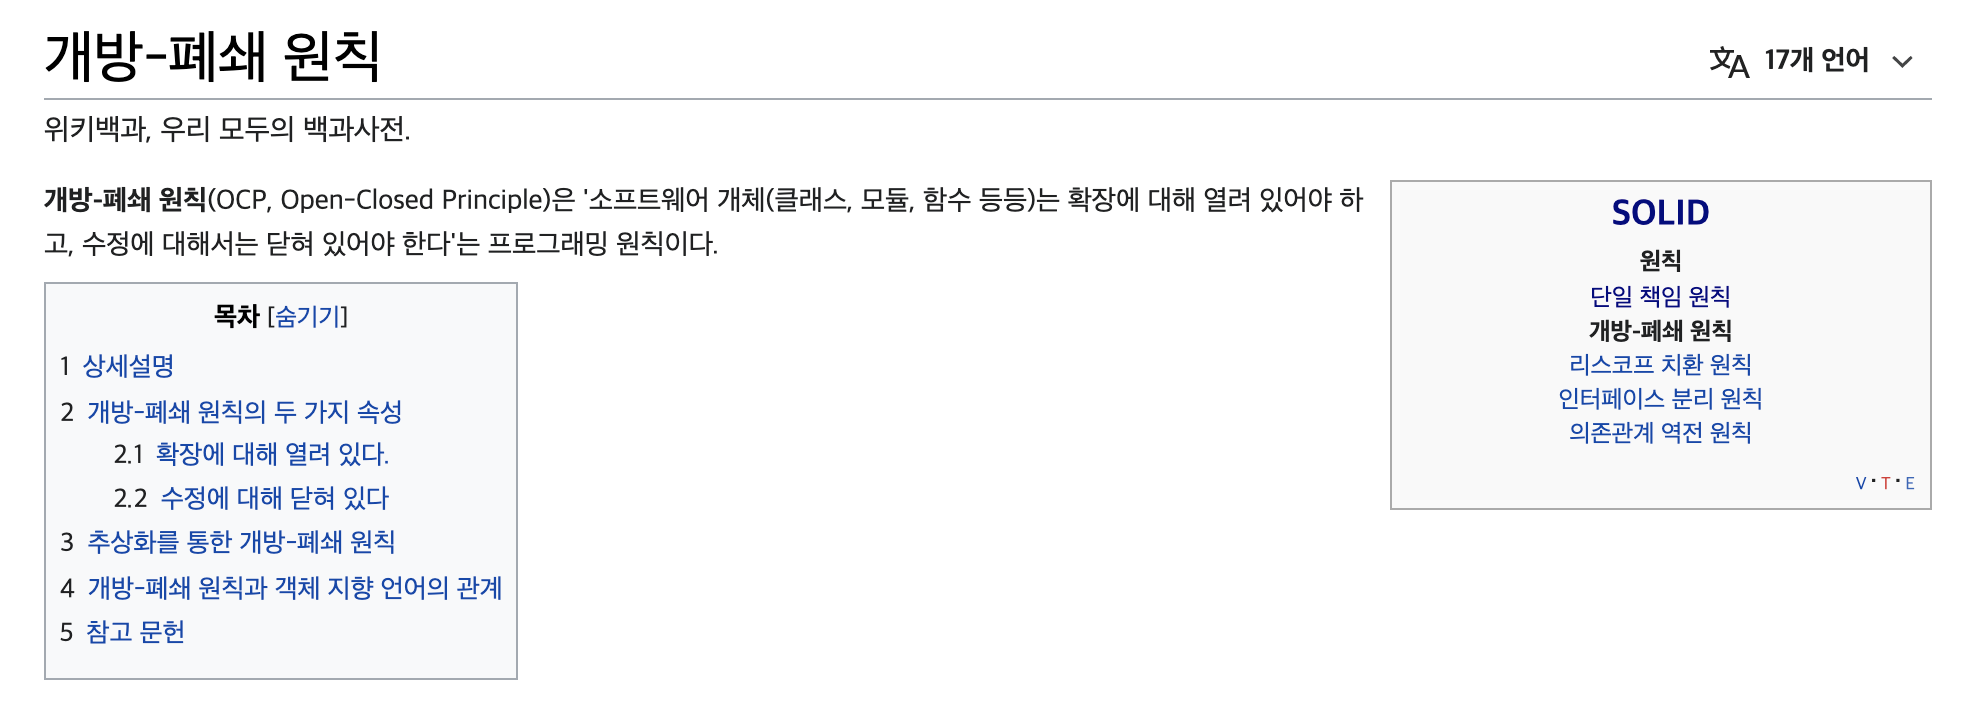 개방-폐쇄 원칙
文A 17개 언어
위키백과, 우리 모두의 백과사전.
개방-폐쇄 원칙(OCP, Open-Closed Principle)은 '소프트웨어 개체(클래스, 모듈, 함수 등등)는 확장에 대해 열려 있어야 하
고, 수정에 대해서는 닫혀 있어야 한다'는 프로그래밍 원칙이다.
목차 [숨기기]
1 상세설명
2 개방-폐쇄 원칙의 두 가지 속성
2.1 확장에 대해 열려 있다.
2.2 수정에 대해 닫혀 있다
3 추상화를 통한 개방-폐쇄 원칙
4 개방-폐쇄 원칙과 객체 지향 언어의 관계
5 참고 문헌
SOLID
원칙
단일 책임 원칙
개방-폐쇄 원칙
리스코프 치환 원칙
인터페이스 분리 원칙
의존관계 역전 원칙
V · T · E